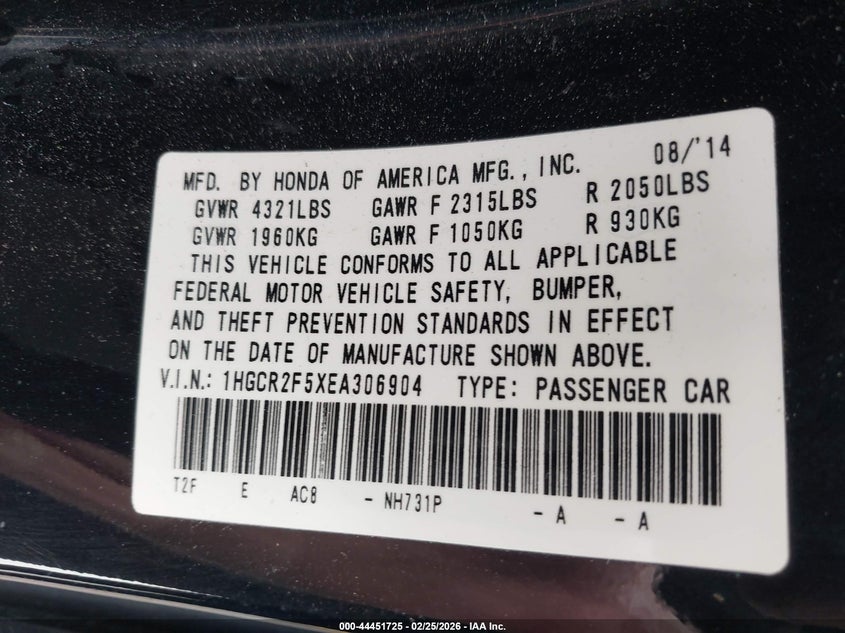 08/'14
MFD. BY HONDA OF AMERICA MFG., INC.
GVWR 4321LBS GAWR F 2315LBS R 2050LBS
GVWR 1960KG GAWR F 1050KG R 930KG
THIS VEHICLE CONFORMS TO ALL APPLICABLE
FEDERAL MOTOR VEHICLE SAFETY, BUMPER,
AND THEFT PREVENTION STANDARDS IN EFFECT
ON THE DATE OF MANUFACTURE SHOWN ABOVE.
V.I.N.: 1HGCR2F5XEA306904 TYPE: PASSENGER CAR
T2F E AC8 - NH731P - A - A
000-44451725 - 02/25/2026 - IAA Inc.